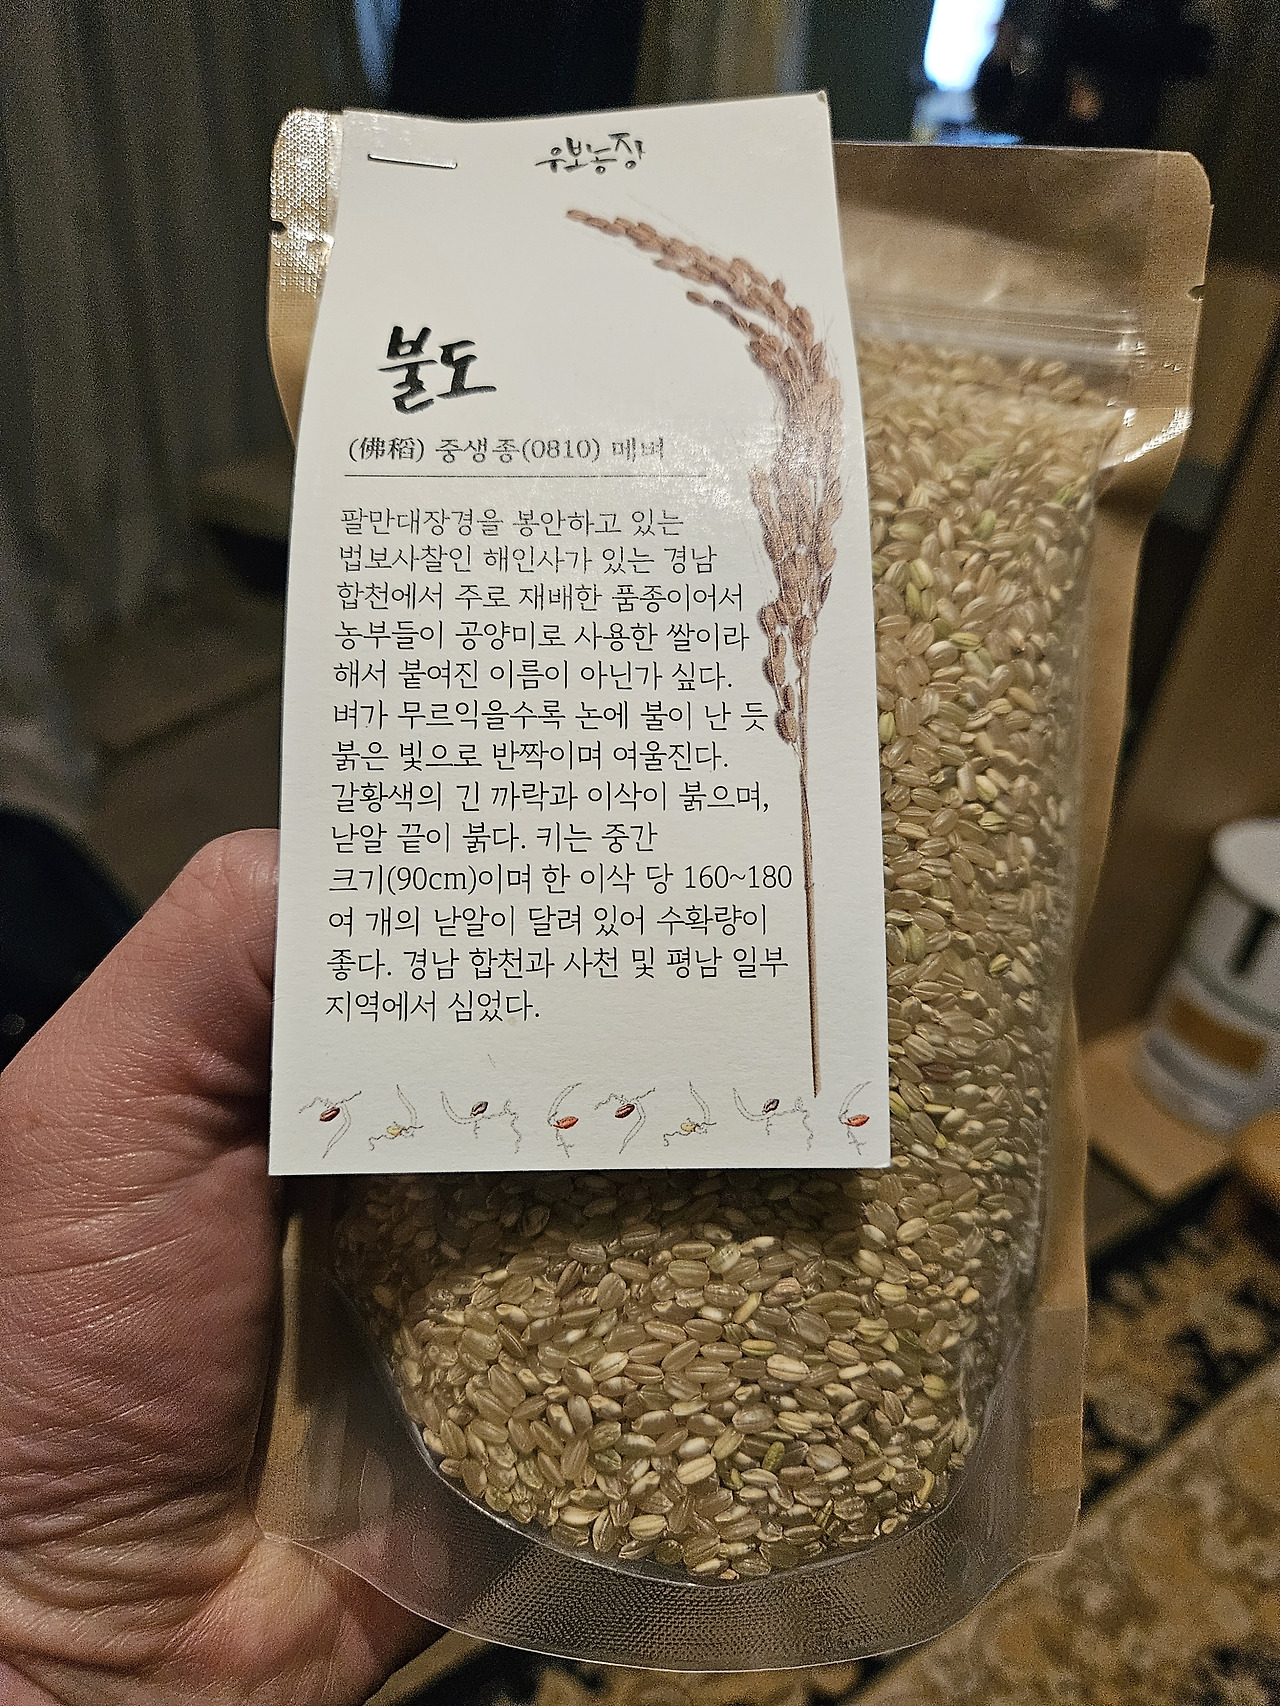 우보농장
불도
(佛稻) 중생종(0810) 메벼
팔만대장경을 봉안하고 있는
법보사찰인 해인사가 있는 경남
합천에서 주로 재배한 품종이어서
농부들이 공양미로 사용한 쌀이라
해서 붙여진 이름이 아닌가 싶다.
벼가 무르익을수록 논에 불이 난 듯
붉은 빛으로 반짝이며 여울진다.
갈황색의 긴 까락과 이삭이 붉으며,
낟알 끝이 붉다. 키는 중간
크기(90cm)이며 한 이삭 당 160~180
여 개의 낟알이 달려 있어 수확량이
좋다. 경남 합천과 사천 및 평남 일부
지역에서 심었다.